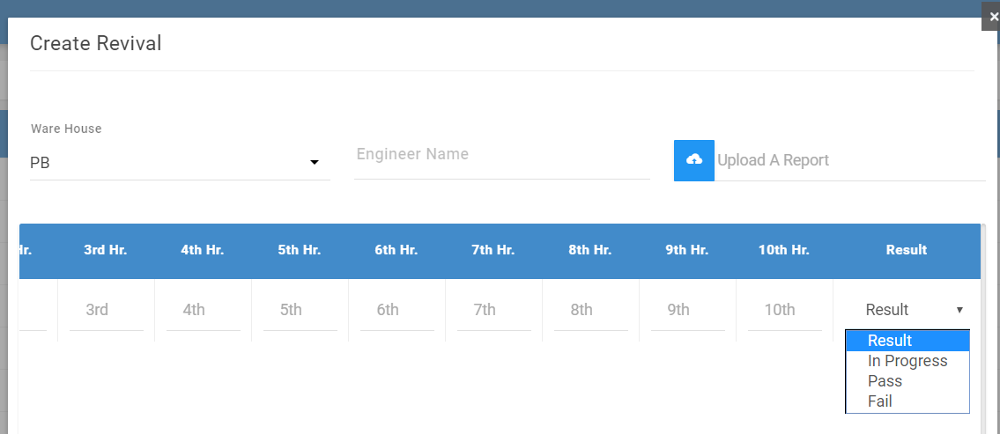 ×
Create Revival
Ware House
PB
Engineer Name
Upload A Report
3rd Hr. 4th Hr. 5th Hr. 6th Hr. 7th Hr. 8th Hr. 9th Hr. 10th Hr. Result
3rd 4th 5th 6th 7th 8th 9th 10th Result
Result
In Progress
Pass
Fail